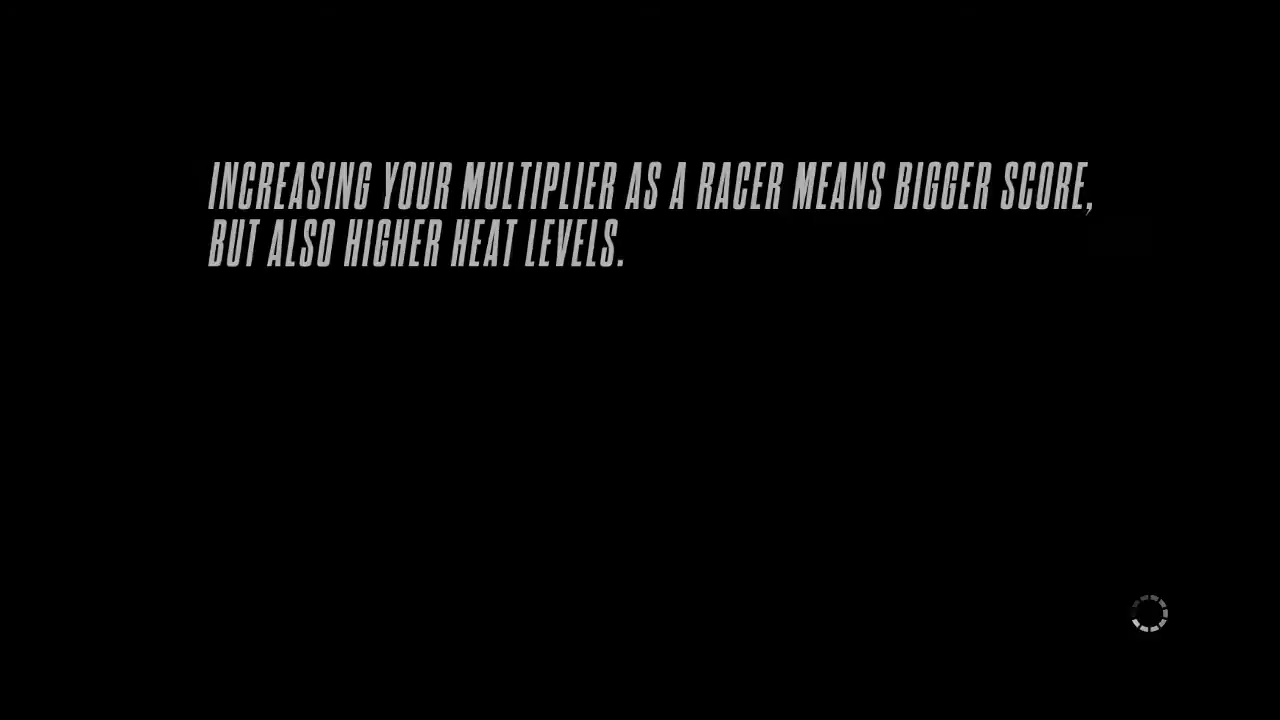 INCREASING YOUR MULTIPLIER AS A RACER MEANS BIGGER SCORE,
BUT ALSO HIGHER HEAT LEVELS.